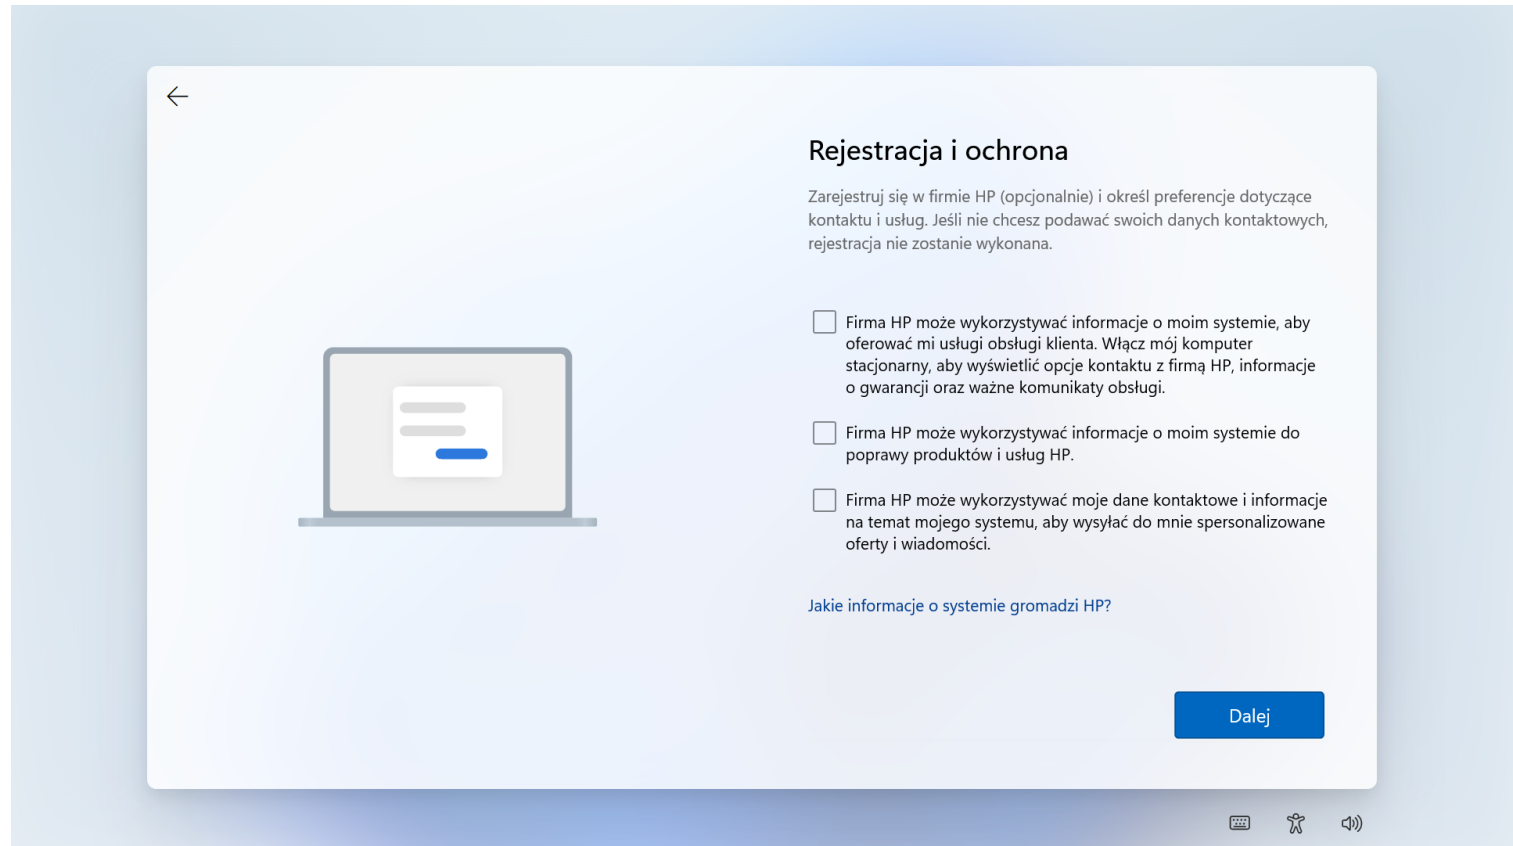 Rejestracja i ochrona
Zarejestruj się w firmie HP (opcjonalnie) i określ preferencje dotyczące
kontaktu i usług. Jeśli nie chcesz podawać swoich danych kontaktowych,
rejestracja nie zostanie wykonana.
Firma HP może wykorzystywać informacje o moim systemie, aby
oferować mi usługi obsługi klienta. Włącz mój komputer
stacjonarny, aby wyświetlić opcje kontaktu z firmą HP, informacje
o gwarancji oraz ważne komunikaty obsługi.
Firma HP może wykorzystywać informacje o moim systemie do
poprawy produktów i usług HP.
Firma HP może wykorzystywać moje dane kontaktowe i informacje
na temat mojego systemu, aby wysyłać do mnie spersonalizowane
oferty i wiadomości.
Jakie informacje o systemie gromadzi HP?
Dalej